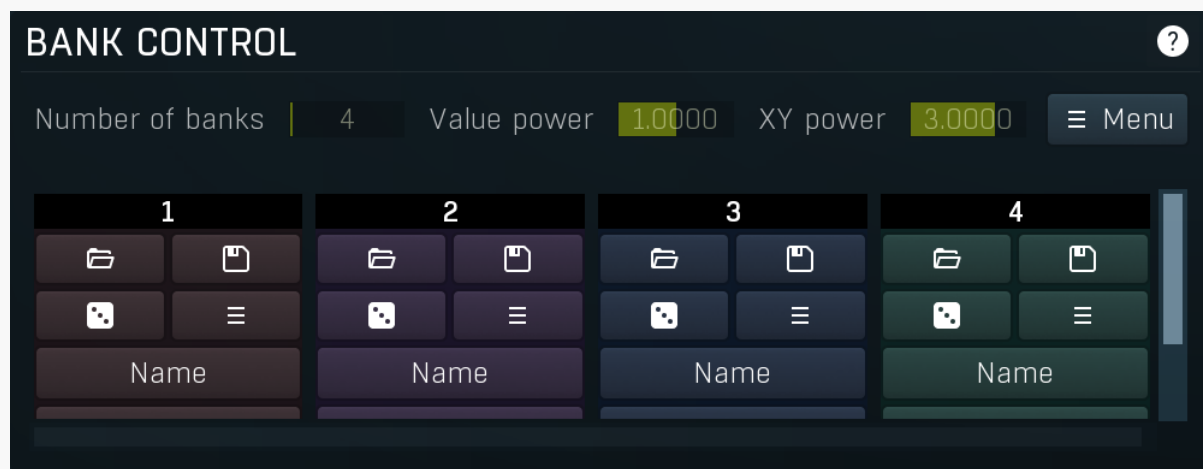 BANK CONTROL ?
Number of banks 4 Value power 1.0000 XY power 3.0000 ≡ Menu
1 2 3 4
Name Name Name Name